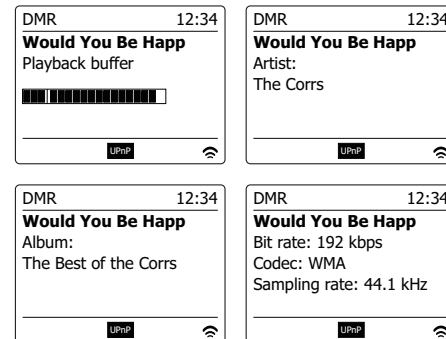 DMR 12:34
Would You Be Happ
Playback buffer
UPnP
DMR 12:34
Would You Be Happ
Artist:
The Corrs
UPnP
DMR 12:34
Would You Be Happ
Album:
The Best of the Corrs
UPnP
DMR 12:34
Would You Be Happ
Bit rate: 192 kbps
Codec: WMA
Sampling rate: 44.1 kHz
UPnP